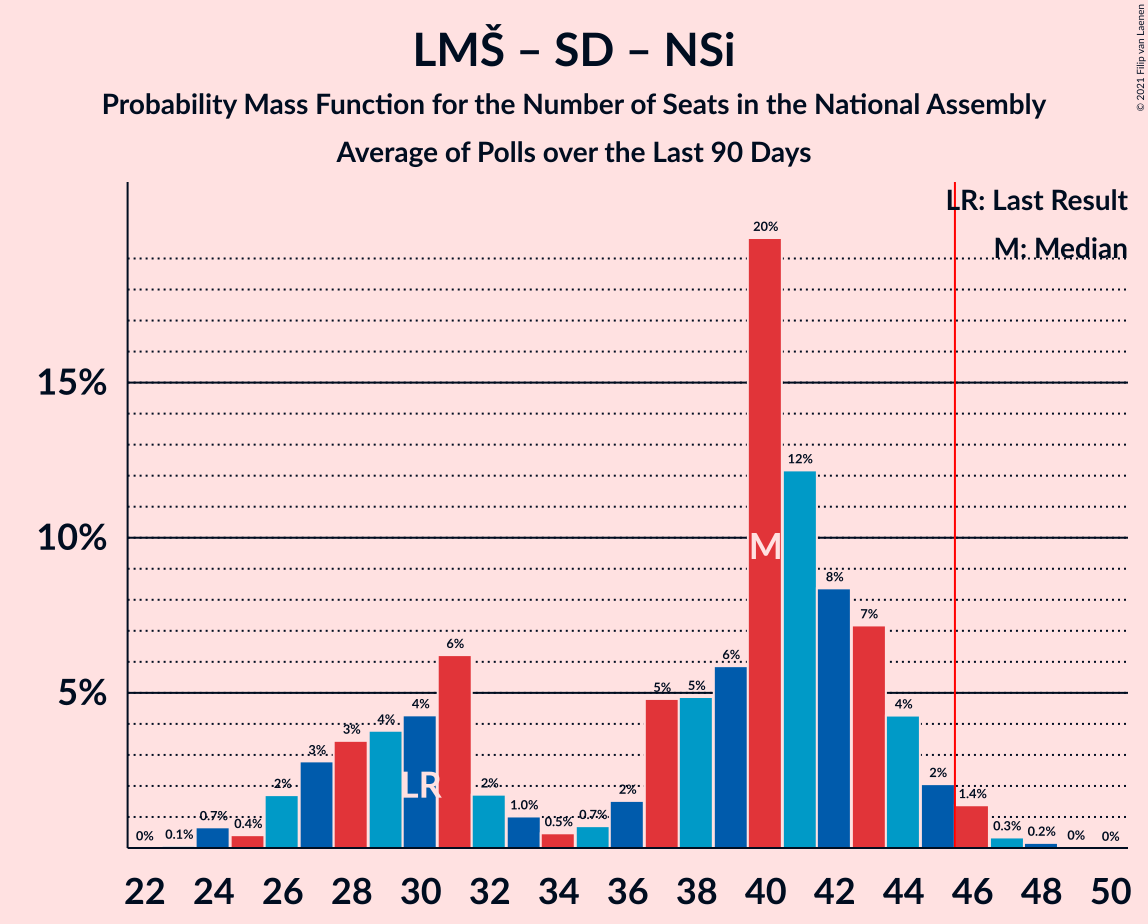 LMŠ – SD – NSi
Probability Mass Function for the Number of Seats in the National Assembly
Average of Polls over the Last 90 Days
© 2021 Filip van Laenen
LR: Last Result
M: Median
15%
10%
5%
0% 0.1% 0.7% 0.4% 2% 3% 3% 4% 4% 6% 2% 1.0% 0.5% 0.7% 2% 5% 5% 6% 20% 12% 8% 7% 4% 2% 1.4% 0.3% 0.2% 0% 0%
LR
M
22 24 26 28 30 32 34 36 38 40 42 44 46 48 50